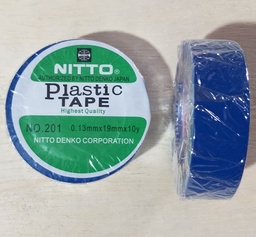 NITTO®
AUTHORIZED BY NITTO DENKO JAPAN
Plastic
TAPE
Highest Quality
NO.201 0.13mmx19mmx10y
NITTO DENKO CORPORATION